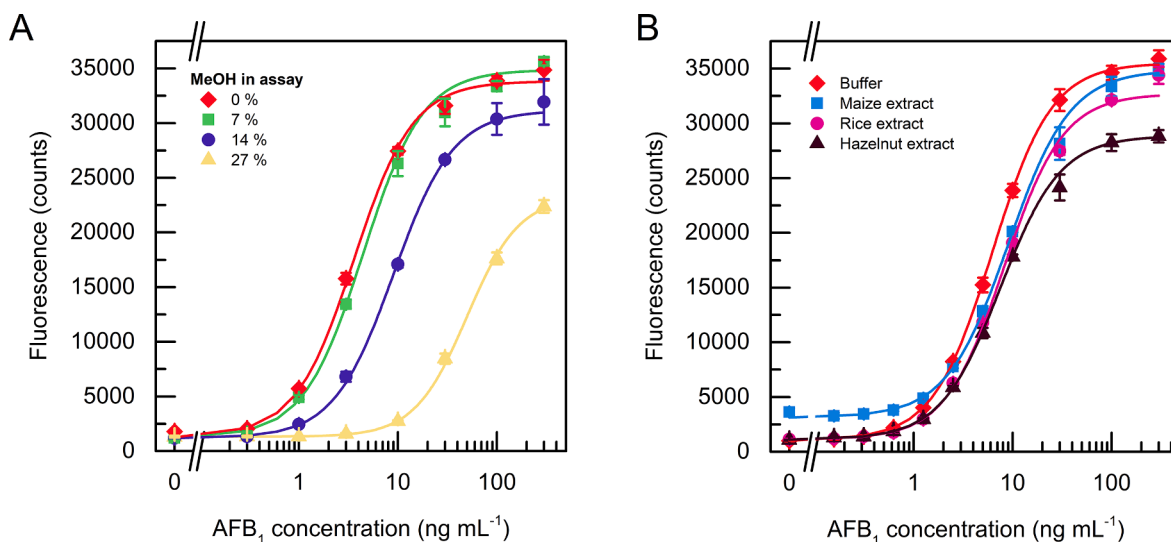 A
Fluorescence (counts)
35000
30000
25000
20000
15000
10000
5000
0
MeOH in assay
0 %
7 %
14 %
27 %
0
1
10
100
AFB₁ concentration (ng mL⁻¹)
B
Fluorescence (counts)
35000
30000
25000
20000
15000
10000
5000
0
Buffer
Maize extract
Rice extract
Hazelnut extract
0
1
10
100
AFB₁ concentration (ng mL⁻¹)